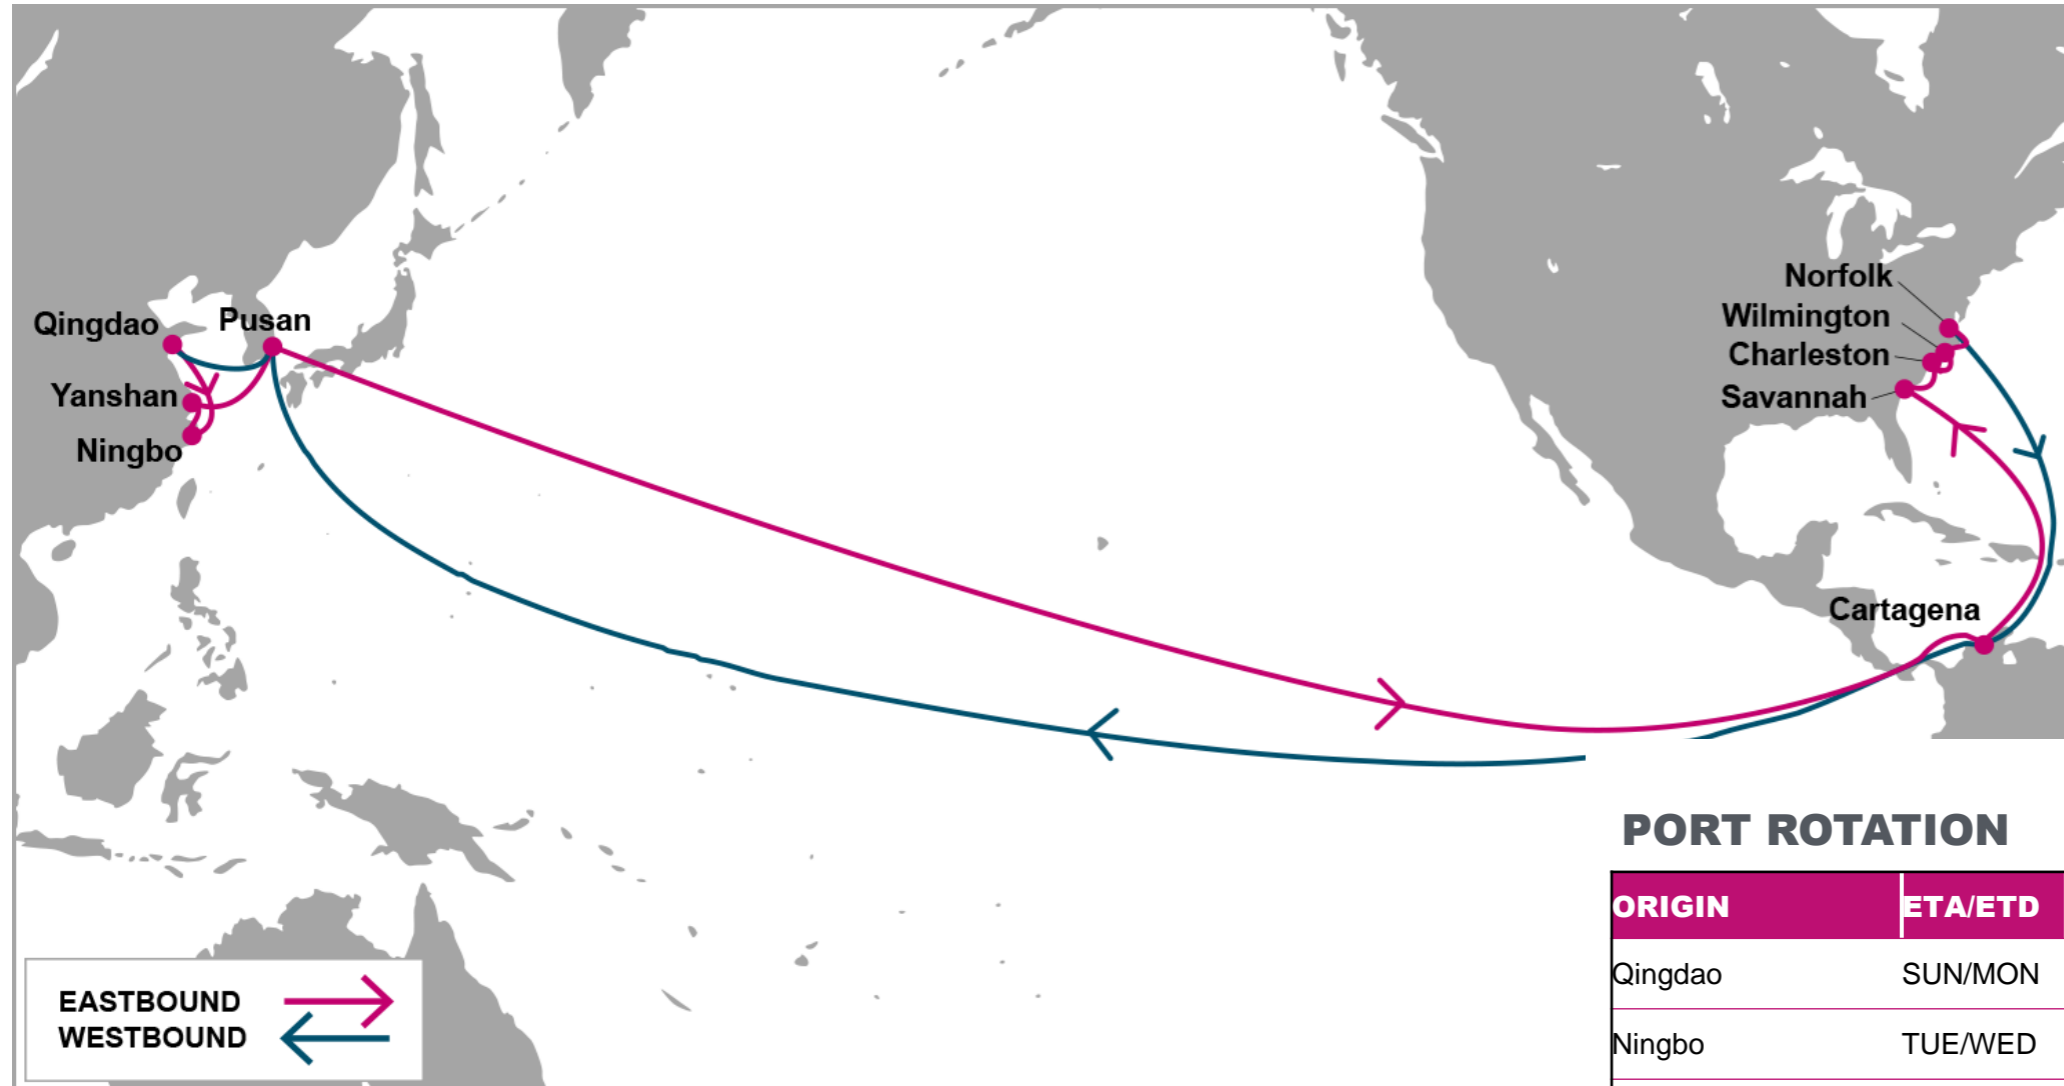 Norfolk
Wilmington
Charleston
Savannah
Qingdao
Pusan
Yanshan
Ningbo
Cartagena
PORT ROTATION
ORIGIN ETA/ETD
Qingdao SUN/MON
Ningbo TUE/WED
EASTBOUND
WESTBOUND